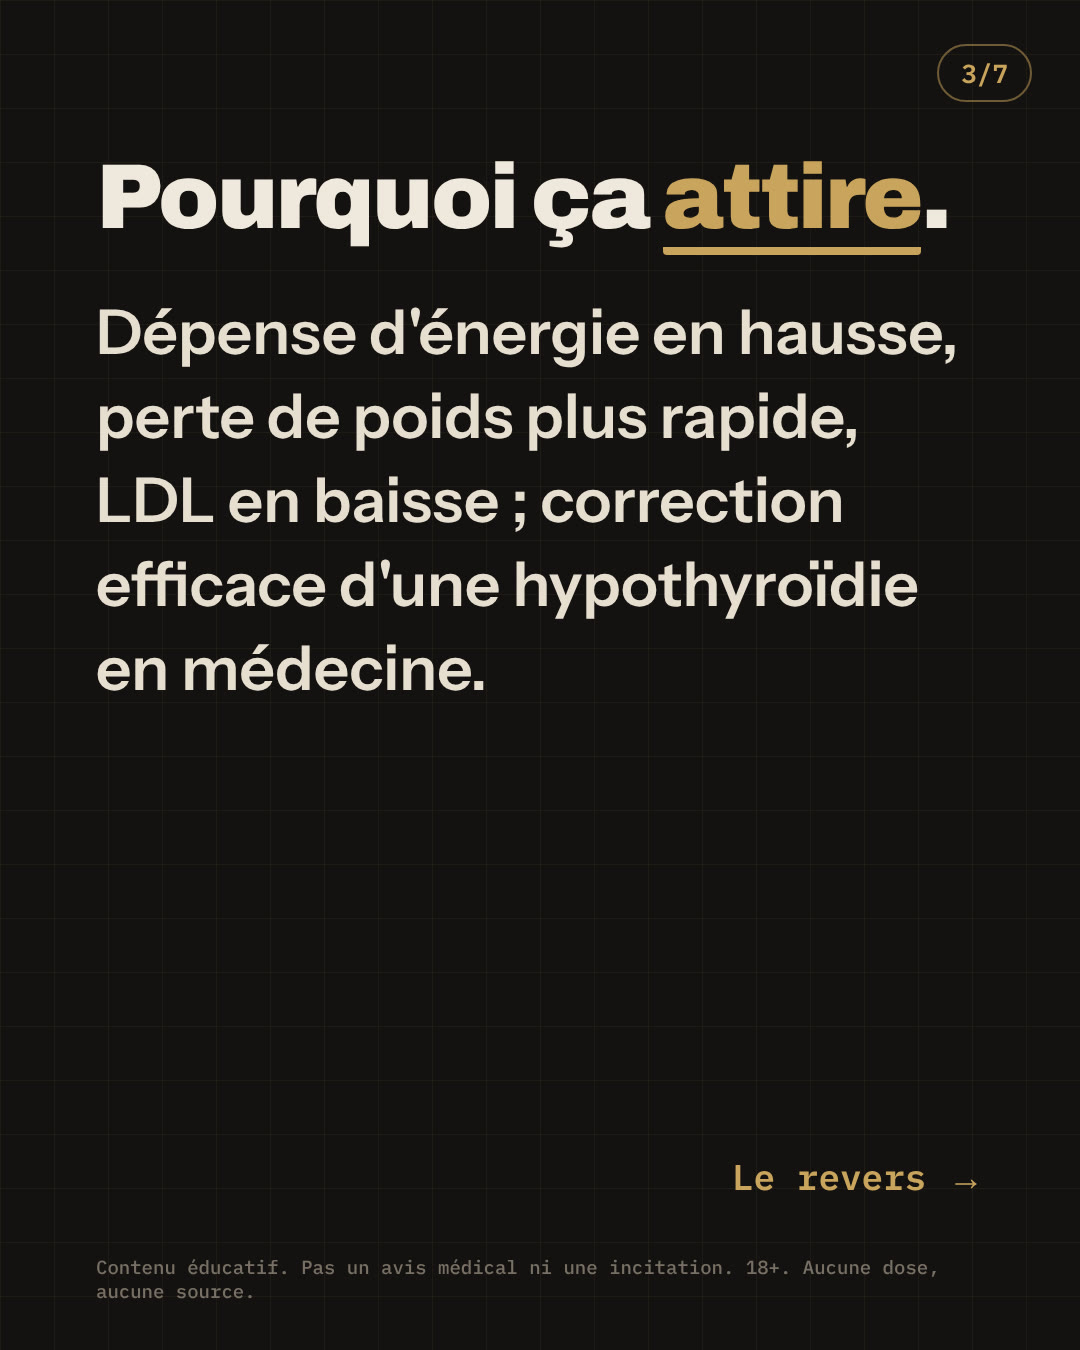 3/7
Pourquoi ça attire.
Dépense d'énergie en hausse,
perte de poids plus rapide,
LDL en baisse ; correction
efficace d'une hypothyroïdie
en médecine.
Le revers →
Contenu éducatif. Pas un avis médical ni une incitation. 18+. Aucune dose,
aucune source.